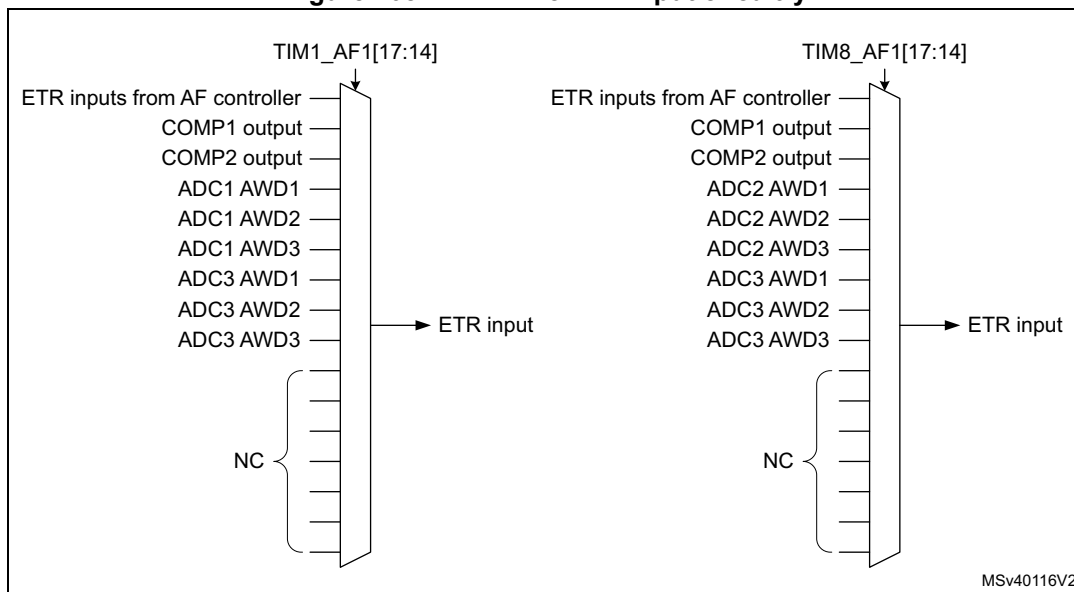 TIM1_AF1[17:14]
ETR inputs from AF controller
COMP1 output
COMP2 output
ADC1 AWD1
ADC1 AWD2
ADC1 AWD3
ADC3 AWD1
ADC3 AWD2
ADC3 AWD3
NC
ETR input
TIM8_AF1[17:14]
ETR inputs from AF controller
COMP1 output
COMP2 output
ADC2 AWD1
ADC2 AWD2
ADC2 AWD3
ADC3 AWD1
ADC3 AWD2
ADC3 AWD3
NC
ETR input
MSv40116V2